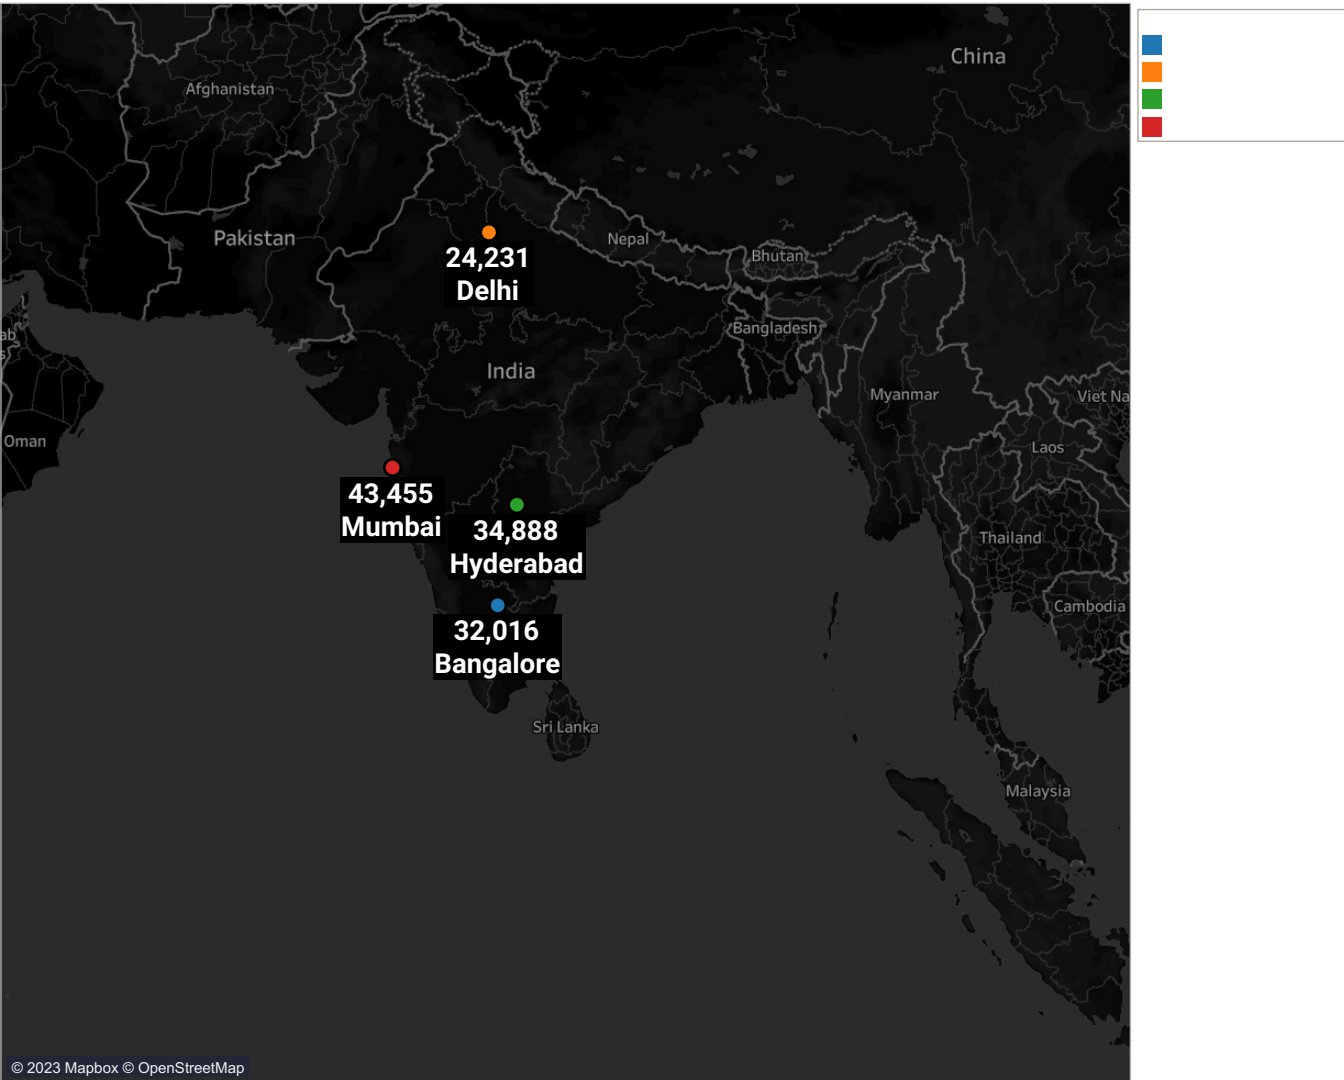 China
Afghanistan
Pakistan
Nepal
Bhutan
24,231
Delhi
ab
s
Bangladesh
India
Myanmar
Viet Na
Oman
Laos
43,455
Mumbai
34,888
Hyderabad
Thailand
Cambodia
32,016
Bangalore
Sri Lanka
Malaysia
© 2023 Mapbox © OpenStreetMap